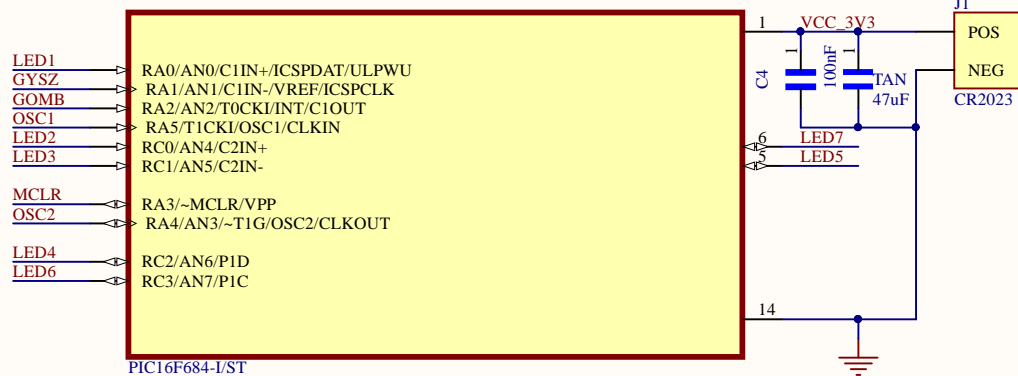 J1
1
VCC_3V3
POS
LED1
RA0/AN0/C1IN+/ICSPDAT/ULPWU
1
100nF
1
NEG
GYSZ
RA1/AN1/C1IN-/VREF/ICSPCLK
C4
TAN
GOMB
RA2/AN2/T0CKI/INT/C1OUT
47uF
CR2023
OSC1
RA5/T1CKI/OSC1/CLKIN
LED2
RC0/AN4/C2IN+
6
LED7
LED3
RC1/AN5/C2IN-
5
LED5
MCLR
RA3/~MCLR/VPP
OSC2
RA4/AN3/~T1G/OSC2/CLKOUT
LED4
RC2/AN6/P1D
LED6
RC3/AN7/P1C
14
PIC16F684-I/ST